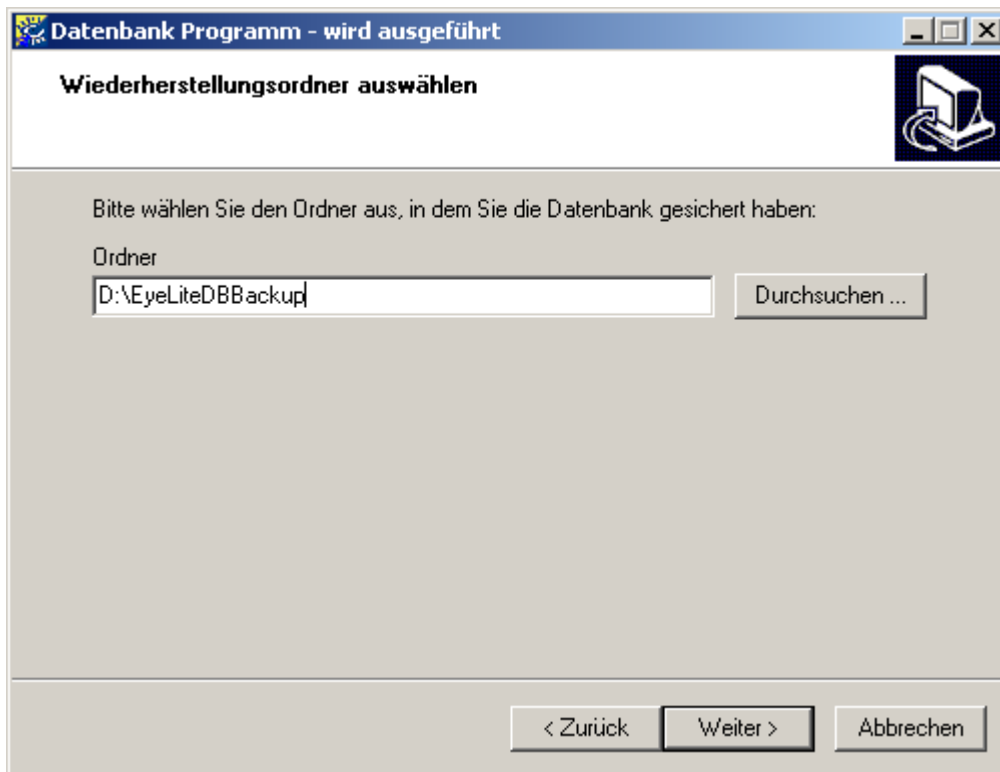 Datenbank Programm - wird ausgeführt
Wiederherstellungsordner auswählen
Bitte wählen Sie den Ordner aus, in dem Sie die Datenbank gesichert haben:
Ordner
D:\EyeLiteDBBackup
Durchsuchen ...
< Zurück
Weiter >
Abbrechen